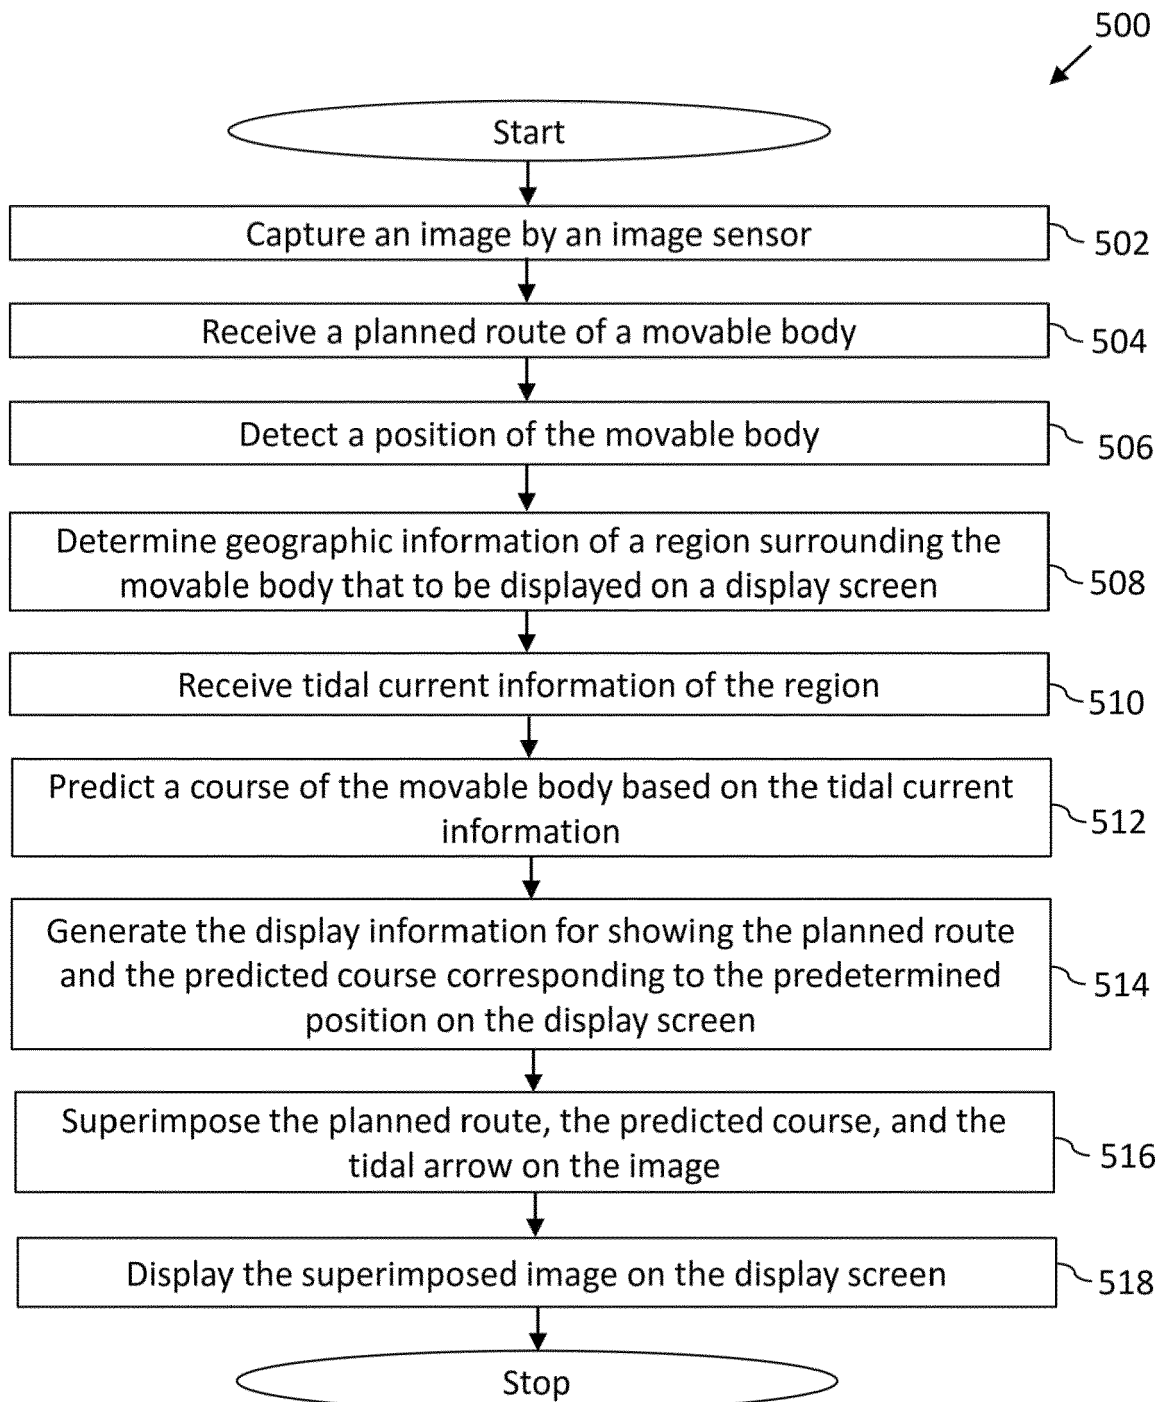 500
Start
Capture an image by an image sensor
502
Receive a planned route of a movable body
504
Detect a position of the movable body
506
Determine geographic information of a region surrounding the
movable body that to be displayed on a display screen
508
Receive tidal current information of the region
510
Predict a course of the movable body based on the tidal current
information
512
Generate the display information for showing the planned route
and the predicted course corresponding to the predetermined
position on the display screen
514
Superimpose the planned route, the predicted course, and the
tidal arrow on the image
516
Display the superimposed image on the display screen
518
Stop